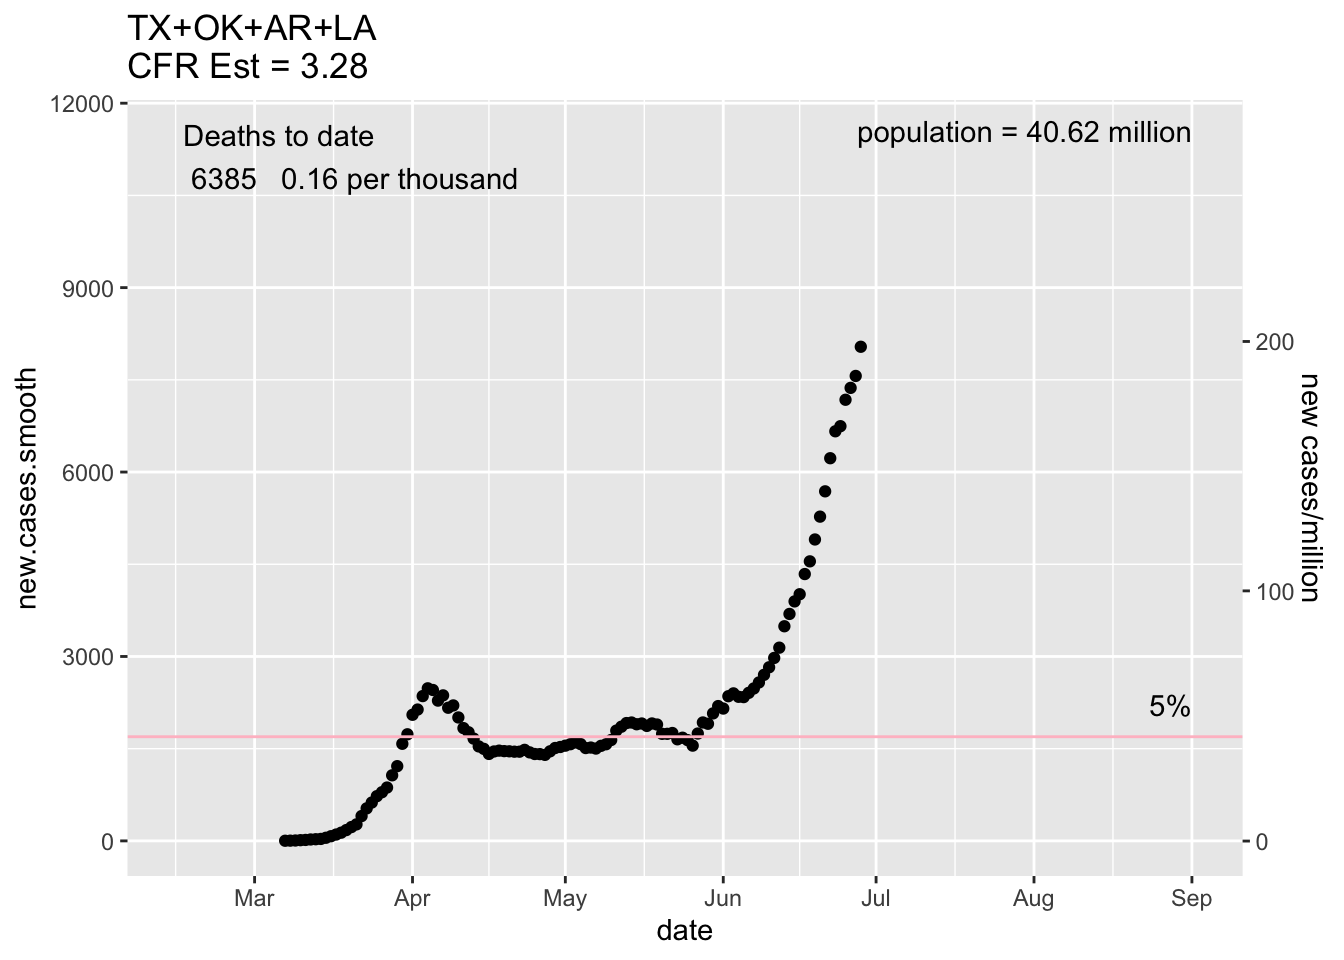 TX+OK+AR+LA
CFR Est = 3.28
12000
9000
6000
3000
0
new.cases.smooth
Deaths to date
6385 0.16 per thousand
population = 40.62 million
5%
200
100
0
new cases/million
Mar Apr May Jun Jul Aug Sep
date